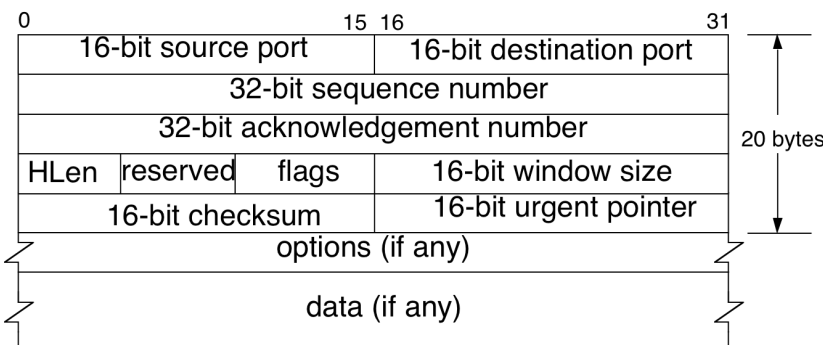 0 15 16 31
16-bit source port 16-bit destination port
32-bit sequence number
32-bit acknowledgement number
20 bytes
HLen reserved flags 16-bit window size
16-bit checksum 16-bit urgent pointer
options (if any)
data (if any)